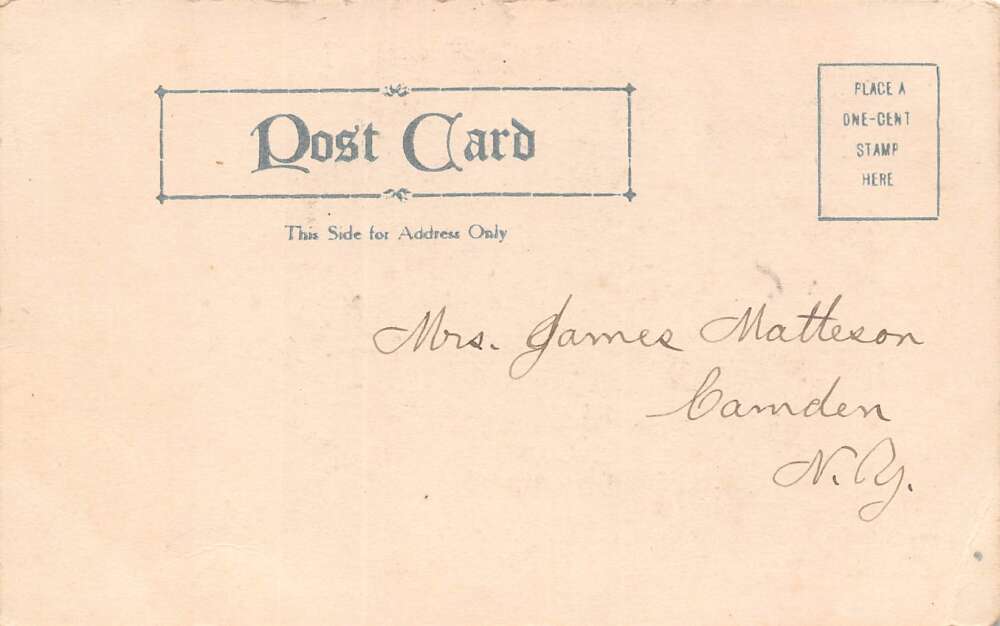 Post Card
This Side for Address Only
PLACE A
ONE-CENT
STAMP
HERE
Mrs. James Matteson
Camden
N.Y.